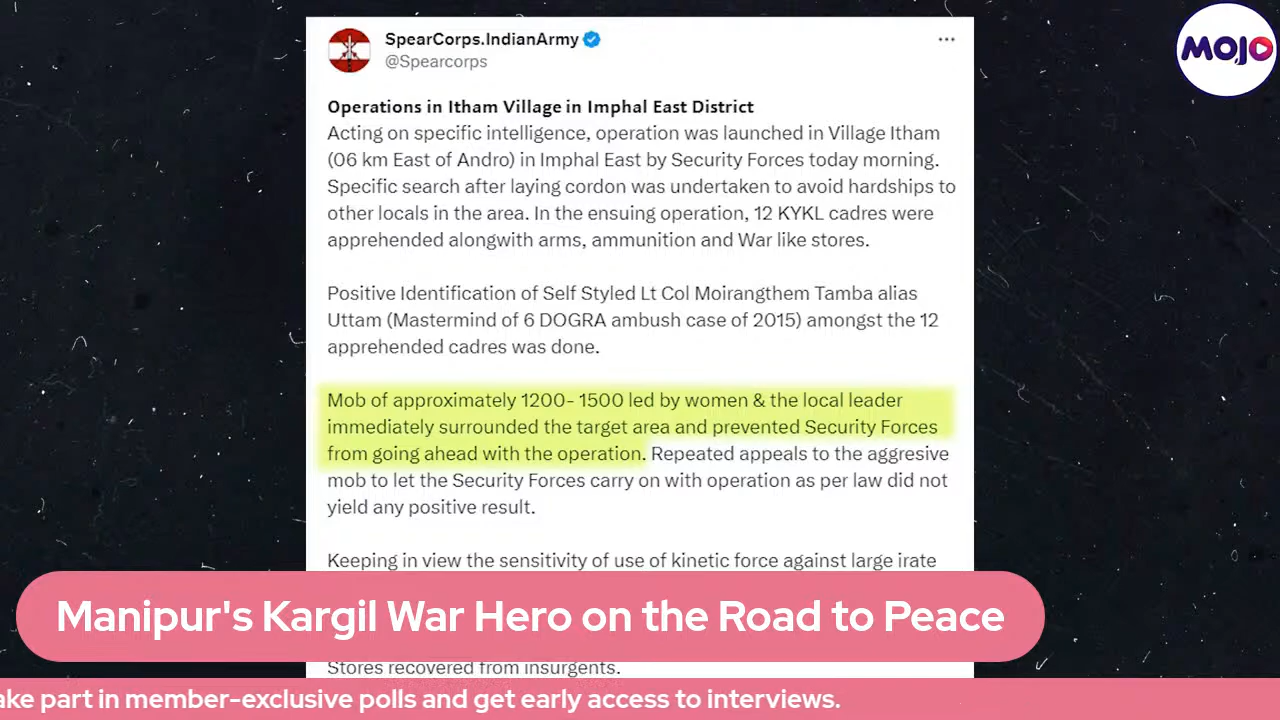 SpearCorps.IndianArmy
@Spearcorps
MOJO
Operations in Itham Village in Imphal East District
Acting on specific intelligence, operation was launched in Village Itham
(06 km East of Andro) in Imphal East by Security Forces today morning.
Specific search after laying cordon was undertaken to avoid hardships to
other locals in the area. In the ensuing operation, 12 KYKL cadres were
apprehended alongwith arms, ammunition and War like stores.
Positive Identification of Self Styled Lt Col Moirangthem Tamba alias
Uttam (Mastermind of 6 DOGRA ambush case of 2015) amongst the 12
apprehended cadres was done.
Mob of approximately 1200- 1500 led by women & the local leader
immediately surrounded the target area and prevented Security Forces
from going ahead with the operation. Repeated appeals to the aggresive
mob to let the Security Forces carry on with operation as per law did not
yield any positive result.
Keeping in view the sensitivity of use of kinetic force against large irate
Manipur's Kargil War Hero on the Road to Peace
Stores recovered from insurgents.
ake part in member-exclusive polls and get early access to interviews.